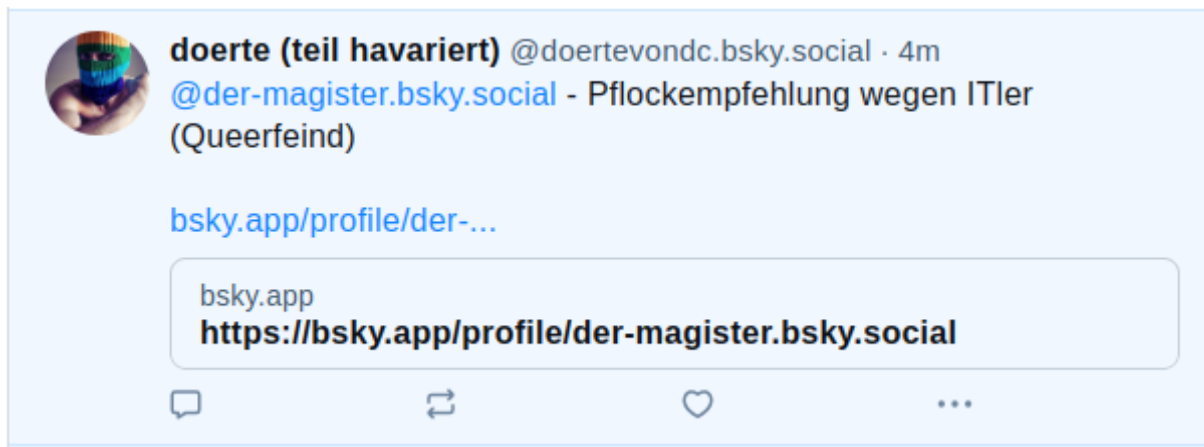 doerte (teil havariert) @doertevondc.bsky.social · 4m
@der-magister.bsky.social - Pflockempfehlung wegen ITler
(Queerfeind)
bsky.app/profile/der-...
bsky.app
https://bsky.app/profile/der-magister.bsky.social